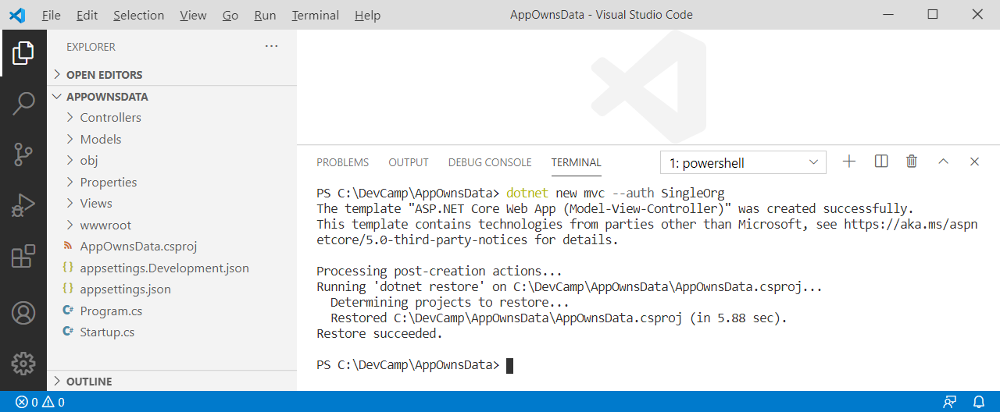 File Edit Selection View Go Run Terminal Help AppOwnsData - Visual Studio Code
EXPLORER ...
OPEN EDITORS
APPOWNSDATA
Controllers
Models
obj
Properties
Views
wwwroot
AppOwnsData.csproj
{} appsettings.Development.json
{} appsettings.json
C# Program.cs
C# Startup.cs
OUTLINE
PROBLEMS OUTPUT DEBUG CONSOLE TERMINAL 1: powershell
PS C:\DevCamp\AppOwnsData> dotnet new mvc --auth SingleOrg
The template "ASP.NET Core Web App (Model-View-Controller)" was created successfully.
This template contains technologies from parties other than Microsoft, see https://aka.ms/aspn
etcore/5.0-third-party-notices for details.
Processing post-creation actions...
Running 'dotnet restore' on C:\DevCamp\AppOwnsData\AppOwnsData.csproj...
Determining projects to restore...
Restored C:\DevCamp\AppOwnsData\AppOwnsData.csproj (in 5.88 sec).
Restore succeeded.
PS C:\DevCamp\AppOwnsData>
0 0